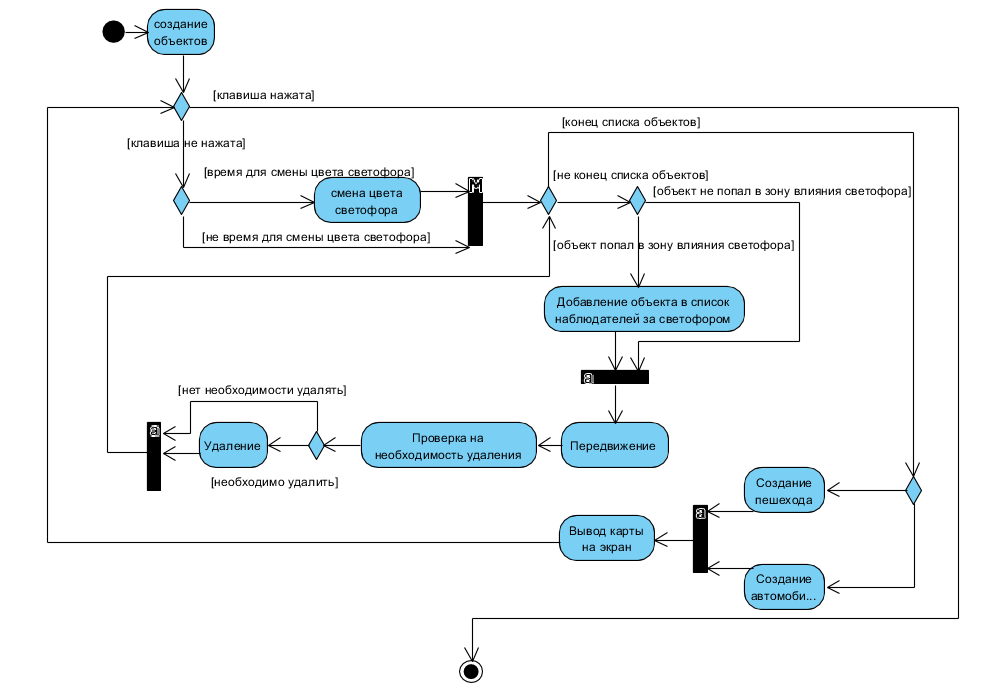 создание
объектов
[клавиша нажата]
[конец списка объектов]
[клавиша не нажата]
[время для смены цвета светофора]
[не конец списка объектов]
M
[объект не попал в зону влияния светофора]
смена цвета
светофора
[не время для смены цвета светофора]
[объект попал в зону влияния светофора]
Добавление объекта в список
наблюдателей за светофором
a
[нет необходимости удалять]
a
Удаление
Проверка на
необходимость удаления
Передвижение
[необходимо удалить]
Создание
пешехода
a
Вывод карты
на экран
Создание
автомоби...